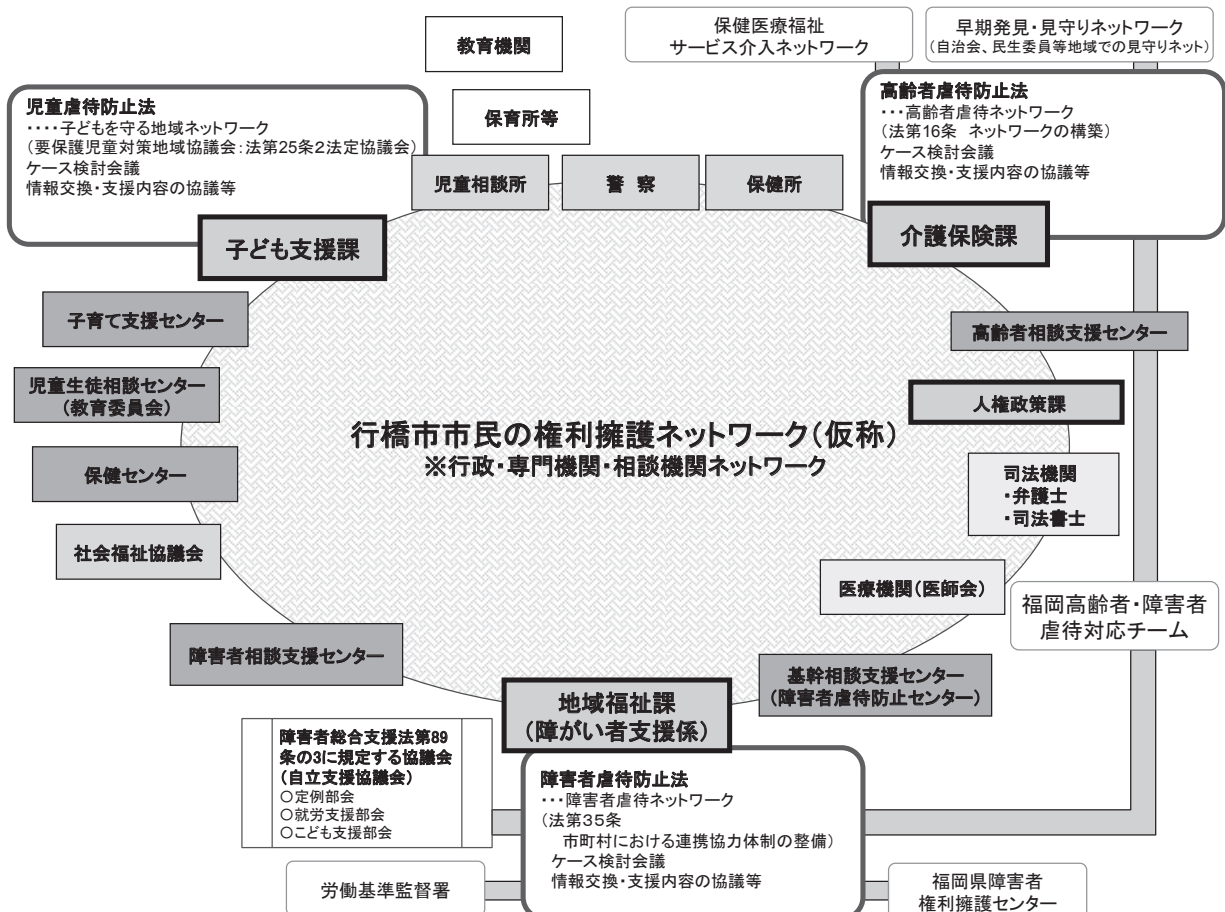 教育機関
保健医療福祉
サービス介入ネットワーク
早期発見・見守りネットワーク
(自治会、民生委員等地域での見守りネット)
児童虐待防止法
・・・・子どもを守る地域ネットワーク
(要保護児童対策地域協議会:法第25条2法定協議会)
ケース検討会議
情報交換・支援内容の協議等
保育所等
高齢者虐待防止法
・・・高齢者虐待ネットワーク
(法第16条 ネットワークの構築)
ケース検討会議
情報交換・支援内容の協議等
児童相談所
警 察
保健所
子ども支援課
介護保険課
子育て支援センター
高齢者相談支援センター
児童生徒相談センター
(教育委員会)
人権政策課
行橋市市民の権利擁護ネットワーク(仮称)
※行政・専門機関・相談機関ネットワーク
保健センター
司法機関
・弁護士
・司法書士
社会福祉協議会
医療機関(医師会)
福岡高齢者・障害者
虐待対応チーム
障害者相談支援センター
基幹相談支援センター
(障害者虐待防止センター)
地域福祉課
(障がい者支援係)
障害者総合支援法第89
条の3に規定する協議会
(自立支援協議会)
○定例部会
○就労支援部会
○こども支援部会
障害者虐待防止法
・・・障害者虐待ネットワーク
(法第35条
市町村における連携協力体制の整備)
ケース検討会議
情報交換・支援内容の協議等
労働基準監督署
福岡県障害者
権利擁護センター